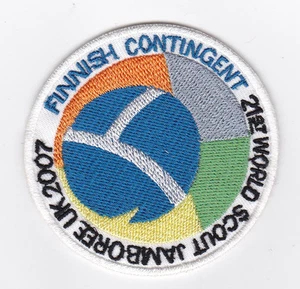 FINNISH CONTINGENT
21ST WORLD SCOUT JAMBOREE UK 2007